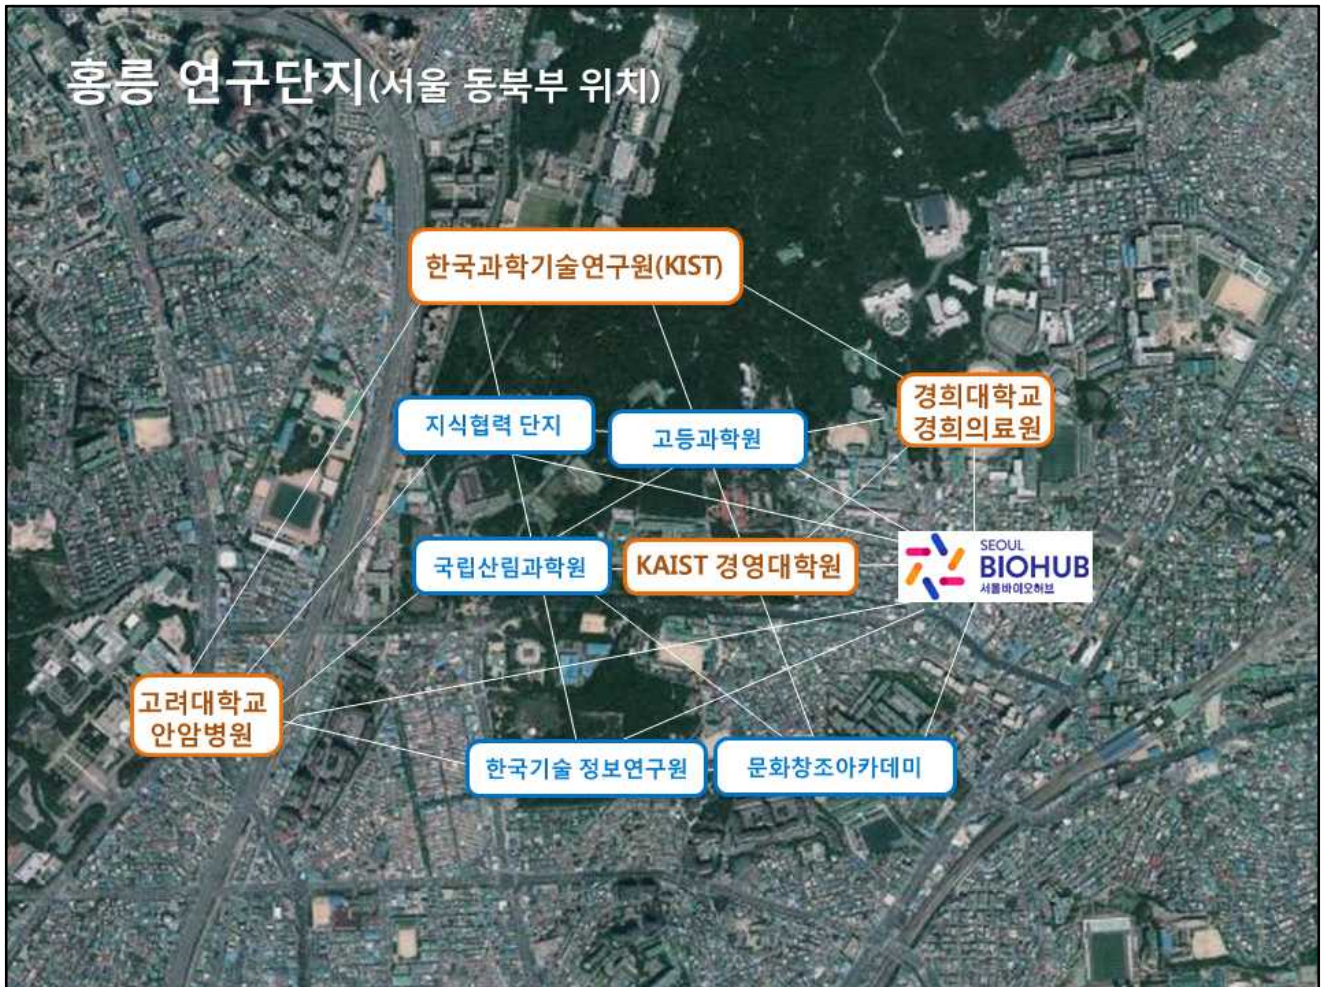 홍릉 연구단지(서울 동북부 위치)
한국과학기술연구원(KIST)
경희대학교
경희의료원
지식협력 단지
고등과학원
국립산림과학원
KAIST 경영대학원
SEOUL
BIOHUB
서울바이오허브
고려대학교
안암병원
한국기술 정보연구원
문화창조아카데미